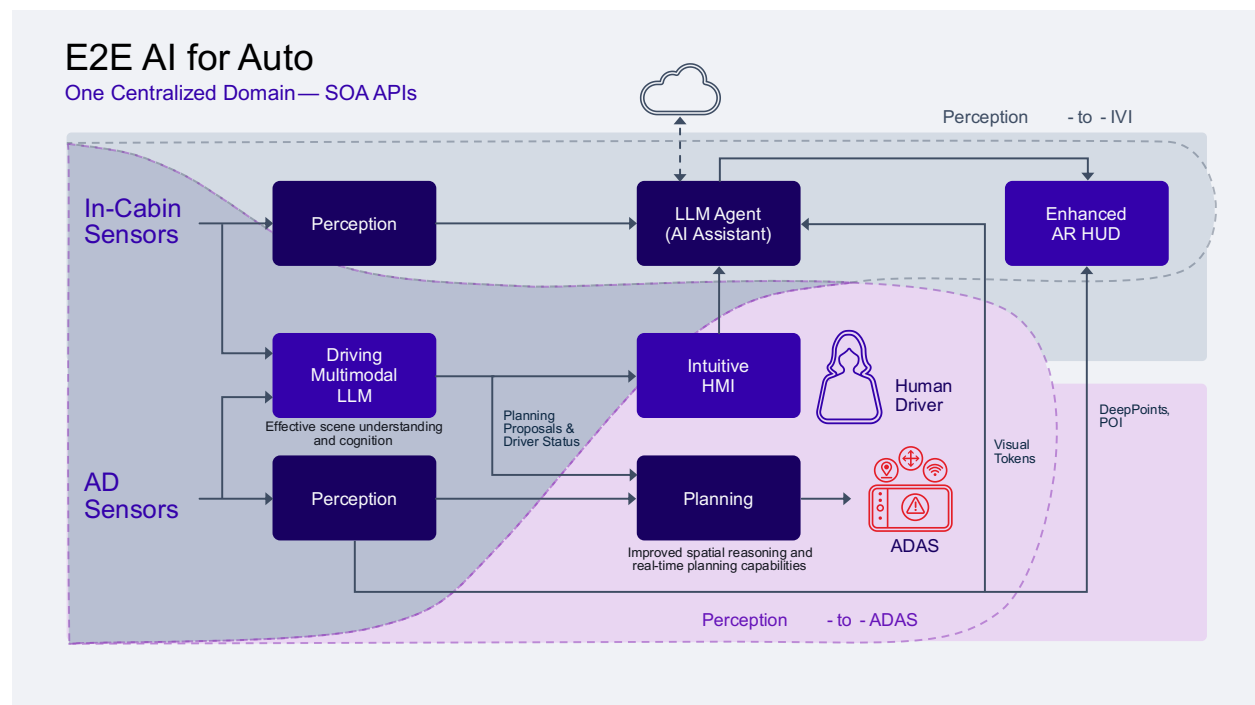 E2E AI for Auto
One Centralized Domain — SOA APIs
Perception - to - IVI
In-Cabin
Sensors
Perception
LLM Agent
(AI Assistant)
Enhanced
AR HUD
Driving
Multimodal
LLM
Effective scene understanding
and cognition
Planning
Proposals &
Driver Status
Intuitive
HMI
Human
Driver
DeepPoints,
POI
Visual
Tokens
AD
Sensors
Perception
Planning
Improved spatial reasoning and
real-time planning capabilities
ADAS
Perception - to - ADAS